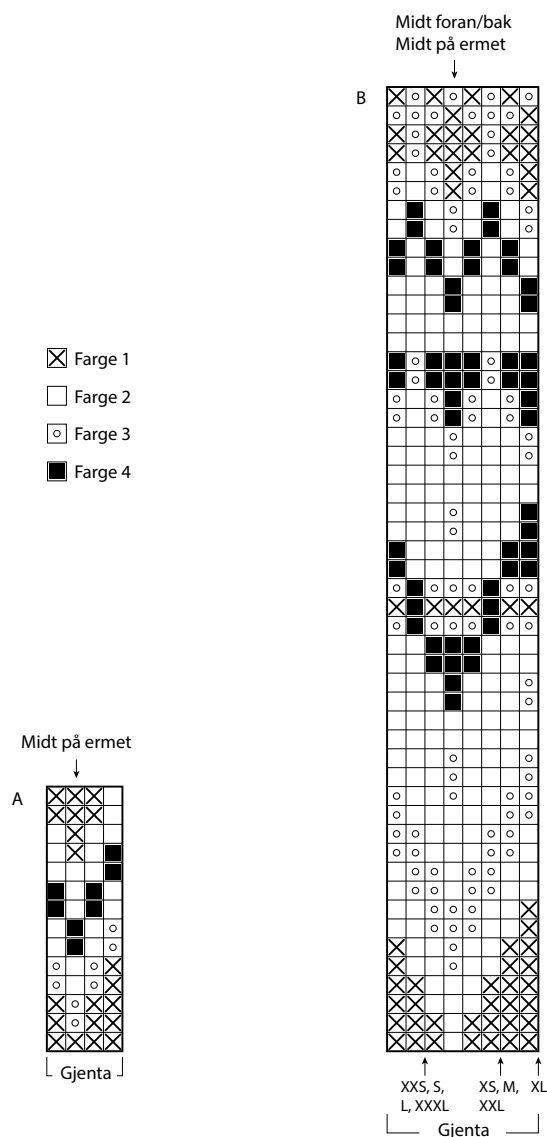 Midt foran/bak
Midt på ermet
B
Farge 1
Farge 2
Farge 3
Farge 4
Midt på ermet
A
Gjenta
XXS, S,
L, XXXL
XS, M,
XXL
XL
Gjenta